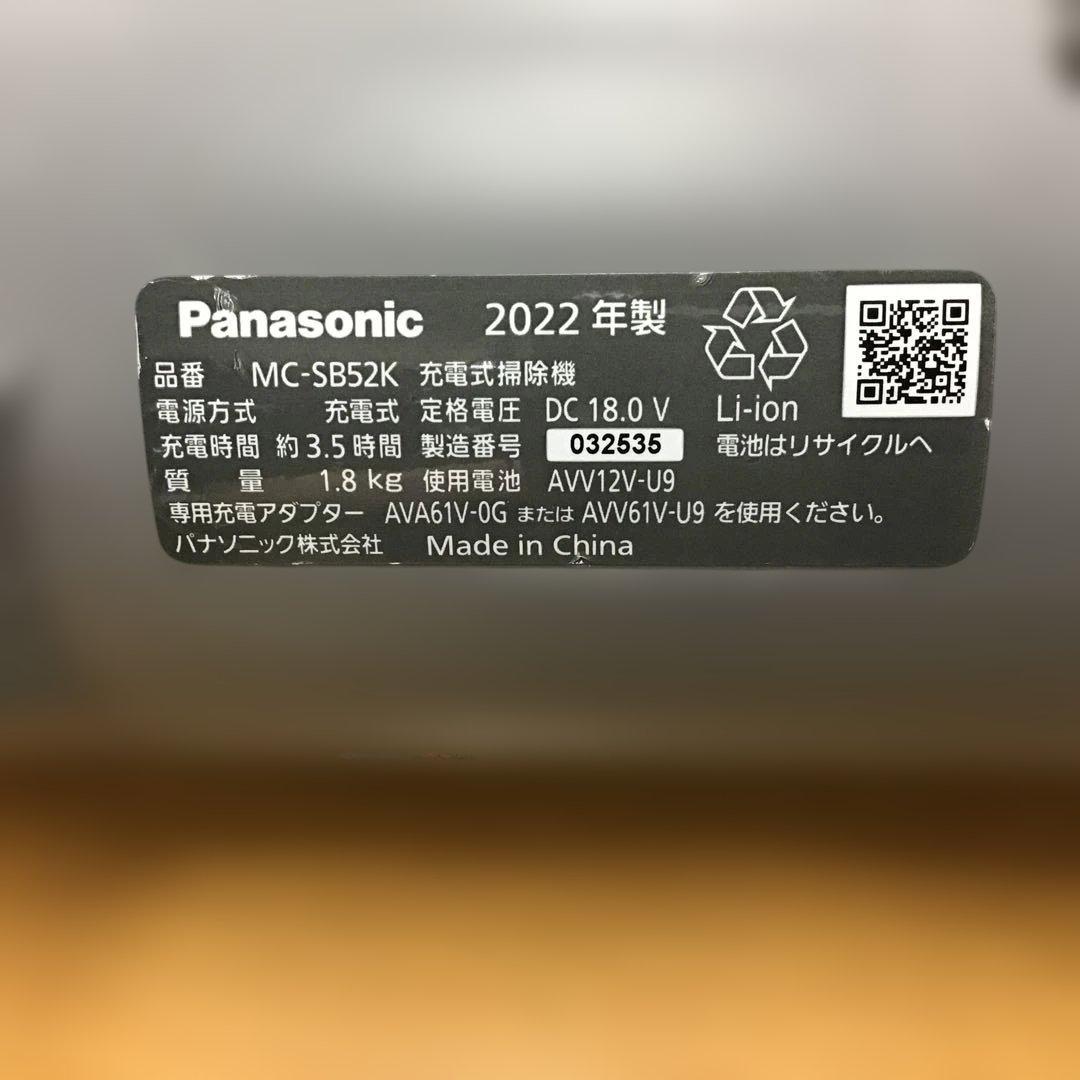 Panasonic 2022年製
品番 MC-SB52K 充電式掃除機
電源方式 充電式 定格電圧 DC 18.0 V Li-ion
充電時間 約3.5時間 製造番号 032535 電池はリサイクルへ
質量 1.8 kg 使用電池 AVV12V-U9
専用充電アダプター AVA61V-0G または AVV61V-U9 を使用ください。
パナソニック株式会社 Made in China